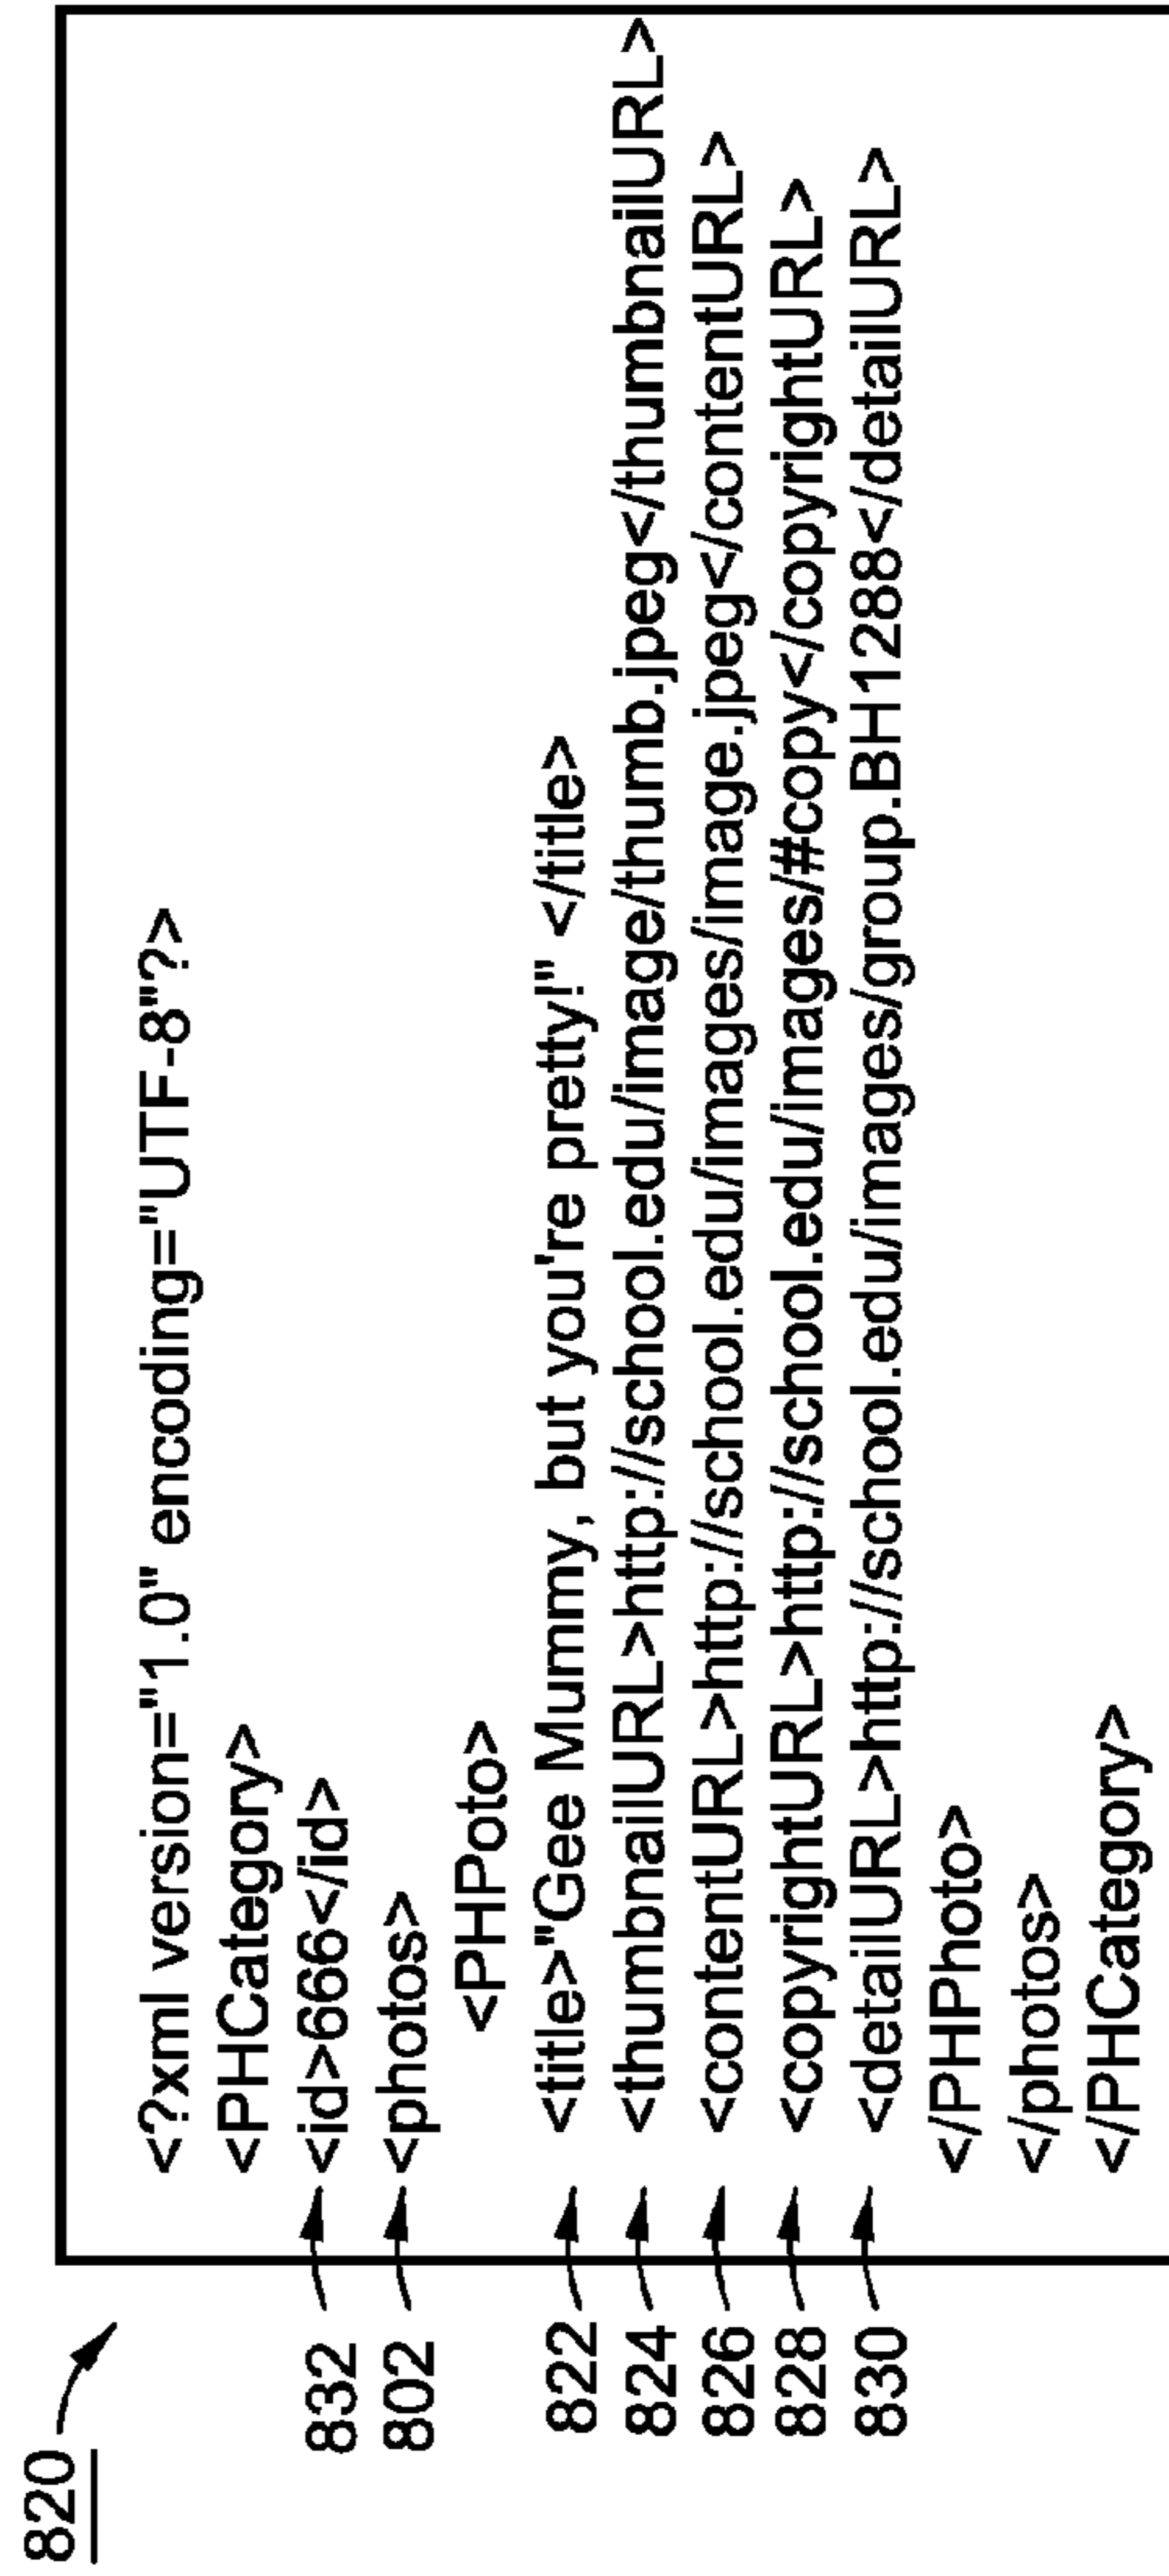 820
<?xml version="1.0" encoding="UTF-8"?>
<PHCategory>
832 <id>666</id>
802 <photos>
<PHPoto>
822 <title>"Gee Mummy, but you're pretty!" </title>
824 <thumbnailURL>http://school.edu/image/thumb.jpeg</thumbnailURL>
826 <contentURL>http://school.edu/images/image.jpeg</contentURL>
828 <copyrightURL>http://school.edu/images/#copy</copyrightURL>
830 <detailURL>http://school.edu/images/group.BH1288</detailURL>
</PHPhoto>
</photos>
</PHCategory>